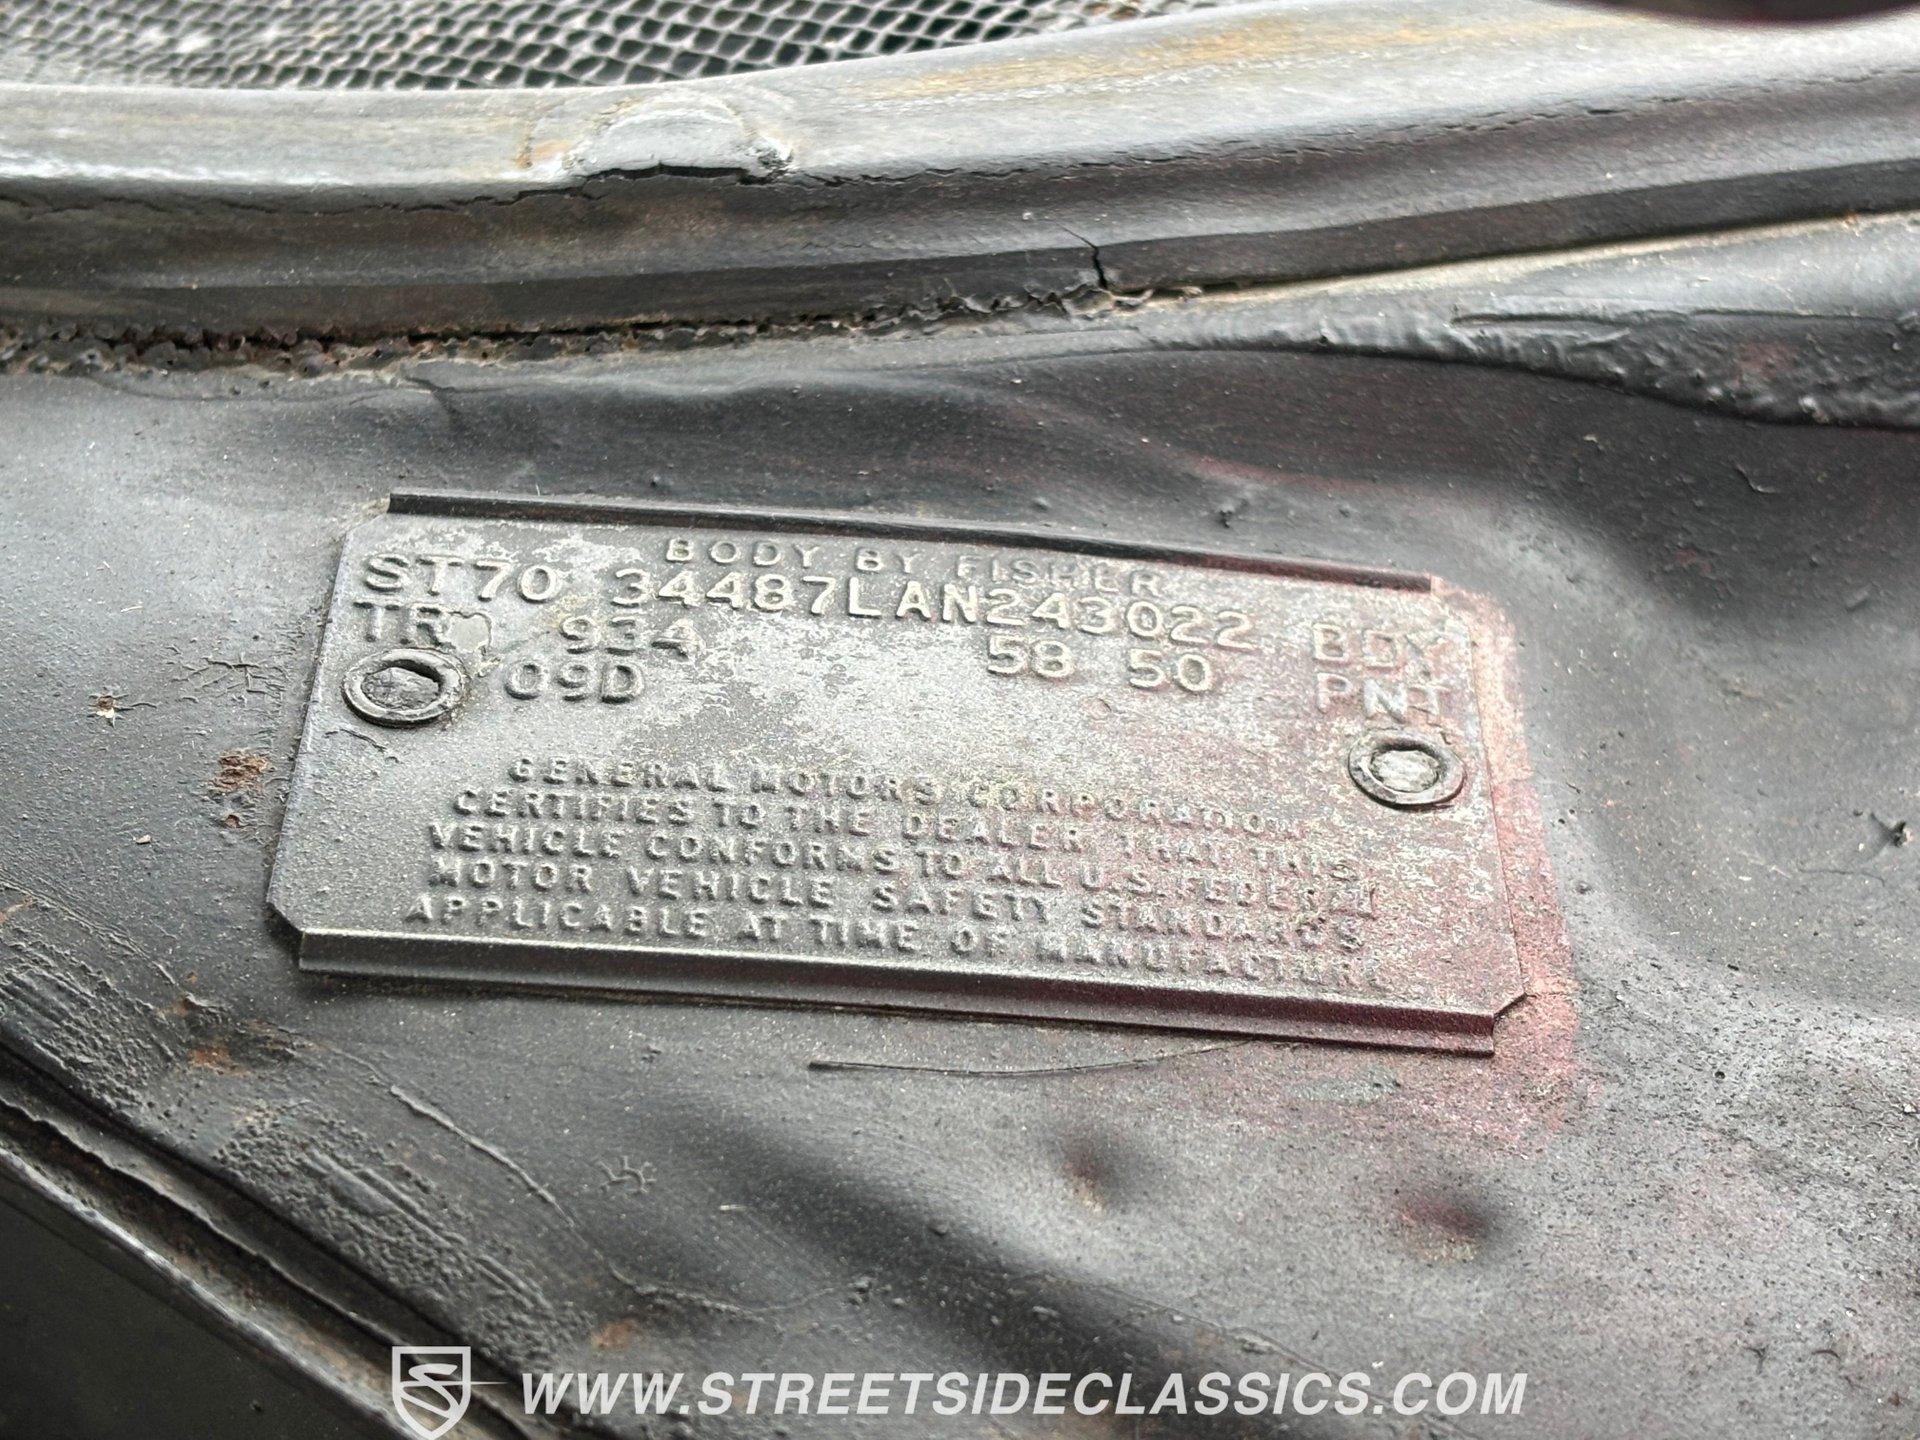 BODY BY FISHER
ST70 34487LAN243022 BDY
TR 934 58 50 PNT
09D
GENERAL MOTORS CORPORATION
CERTIFIES TO THE DEALER THAT THIS
VEHICLE CONFORMS TO ALL U.S. FEDERAL
MOTOR VEHICLE SAFETY STANDARDS
APPLICABLE AT TIME OF MANUFACTURE
WWW.STREETSIDECLASSICS.COM